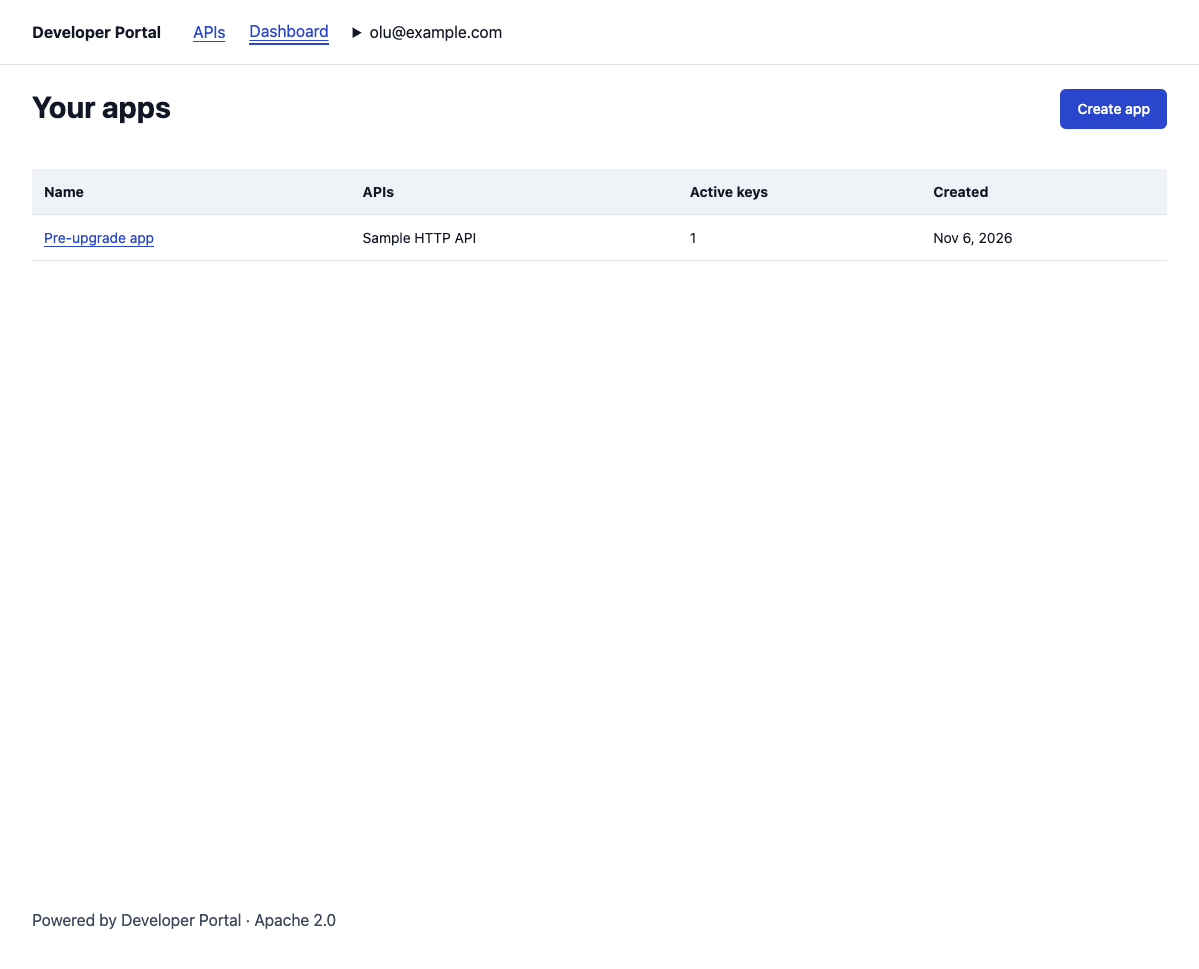 Developer Portal APIs Dashboard ▶ olu@example.com
Your apps
Create app
Name APIs Active keys Created
Pre-upgrade app Sample HTTP API 1 Nov 6, 2026
Powered by Developer Portal · Apache 2.0